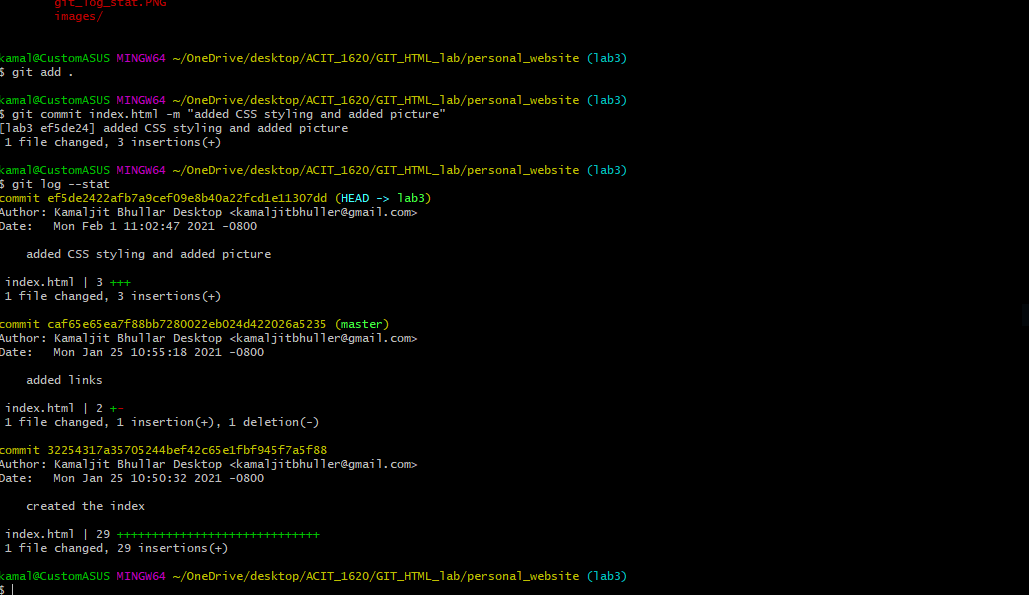 git_log_stat.PNG
images/
kamal@CustomASUS MINGW64 ~/OneDrive/desktop/ACIT_1620/GIT_HTML_lab/personal_website (lab3)
$ git add .
kamal@CustomASUS MINGW64 ~/OneDrive/desktop/ACIT_1620/GIT_HTML_lab/personal_website (lab3)
$ git commit index.html -m "added CSS styling and added picture"
[lab3 ef5de24] added CSS styling and added picture
1 file changed, 3 insertions(+)
kamal@CustomASUS MINGW64 ~/OneDrive/desktop/ACIT_1620/GIT_HTML_lab/personal_website (lab3)
$ git log --stat
commit ef5de2422afb7a9cef09e8b40a22fcd1e11307dd (HEAD -> lab3)
Author: Kamaljit Bhullar Desktop <kamaljitbhuller@gmail.com>
Date:   Mon Feb 1 11:02:47 2021 -0800
added CSS styling and added picture
index.html | 3 +++
1 file changed, 3 insertions(+)
commit caf65e65ea7f88bb7280022eb024d422026a5235 (master)
Author: Kamaljit Bhullar Desktop <kamaljitbhuller@gmail.com>
Date:   Mon Jan 25 10:55:18 2021 -0800
added links
index.html | 2 +-
1 file changed, 1 insertion(+), 1 deletion(-)
commit 32254317a35705244bef42c65e1fbf945f7a5f88
Author: Kamaljit Bhullar Desktop <kamaljitbhuller@gmail.com>
Date:   Mon Jan 25 10:50:32 2021 -0800
created the index
index.html | 29 +++++++++++++++++++++++++++++
1 file changed, 29 insertions(+)
kamal@CustomASUS MINGW64 ~/OneDrive/desktop/ACIT_1620/GIT_HTML_lab/personal_website (lab3)
$